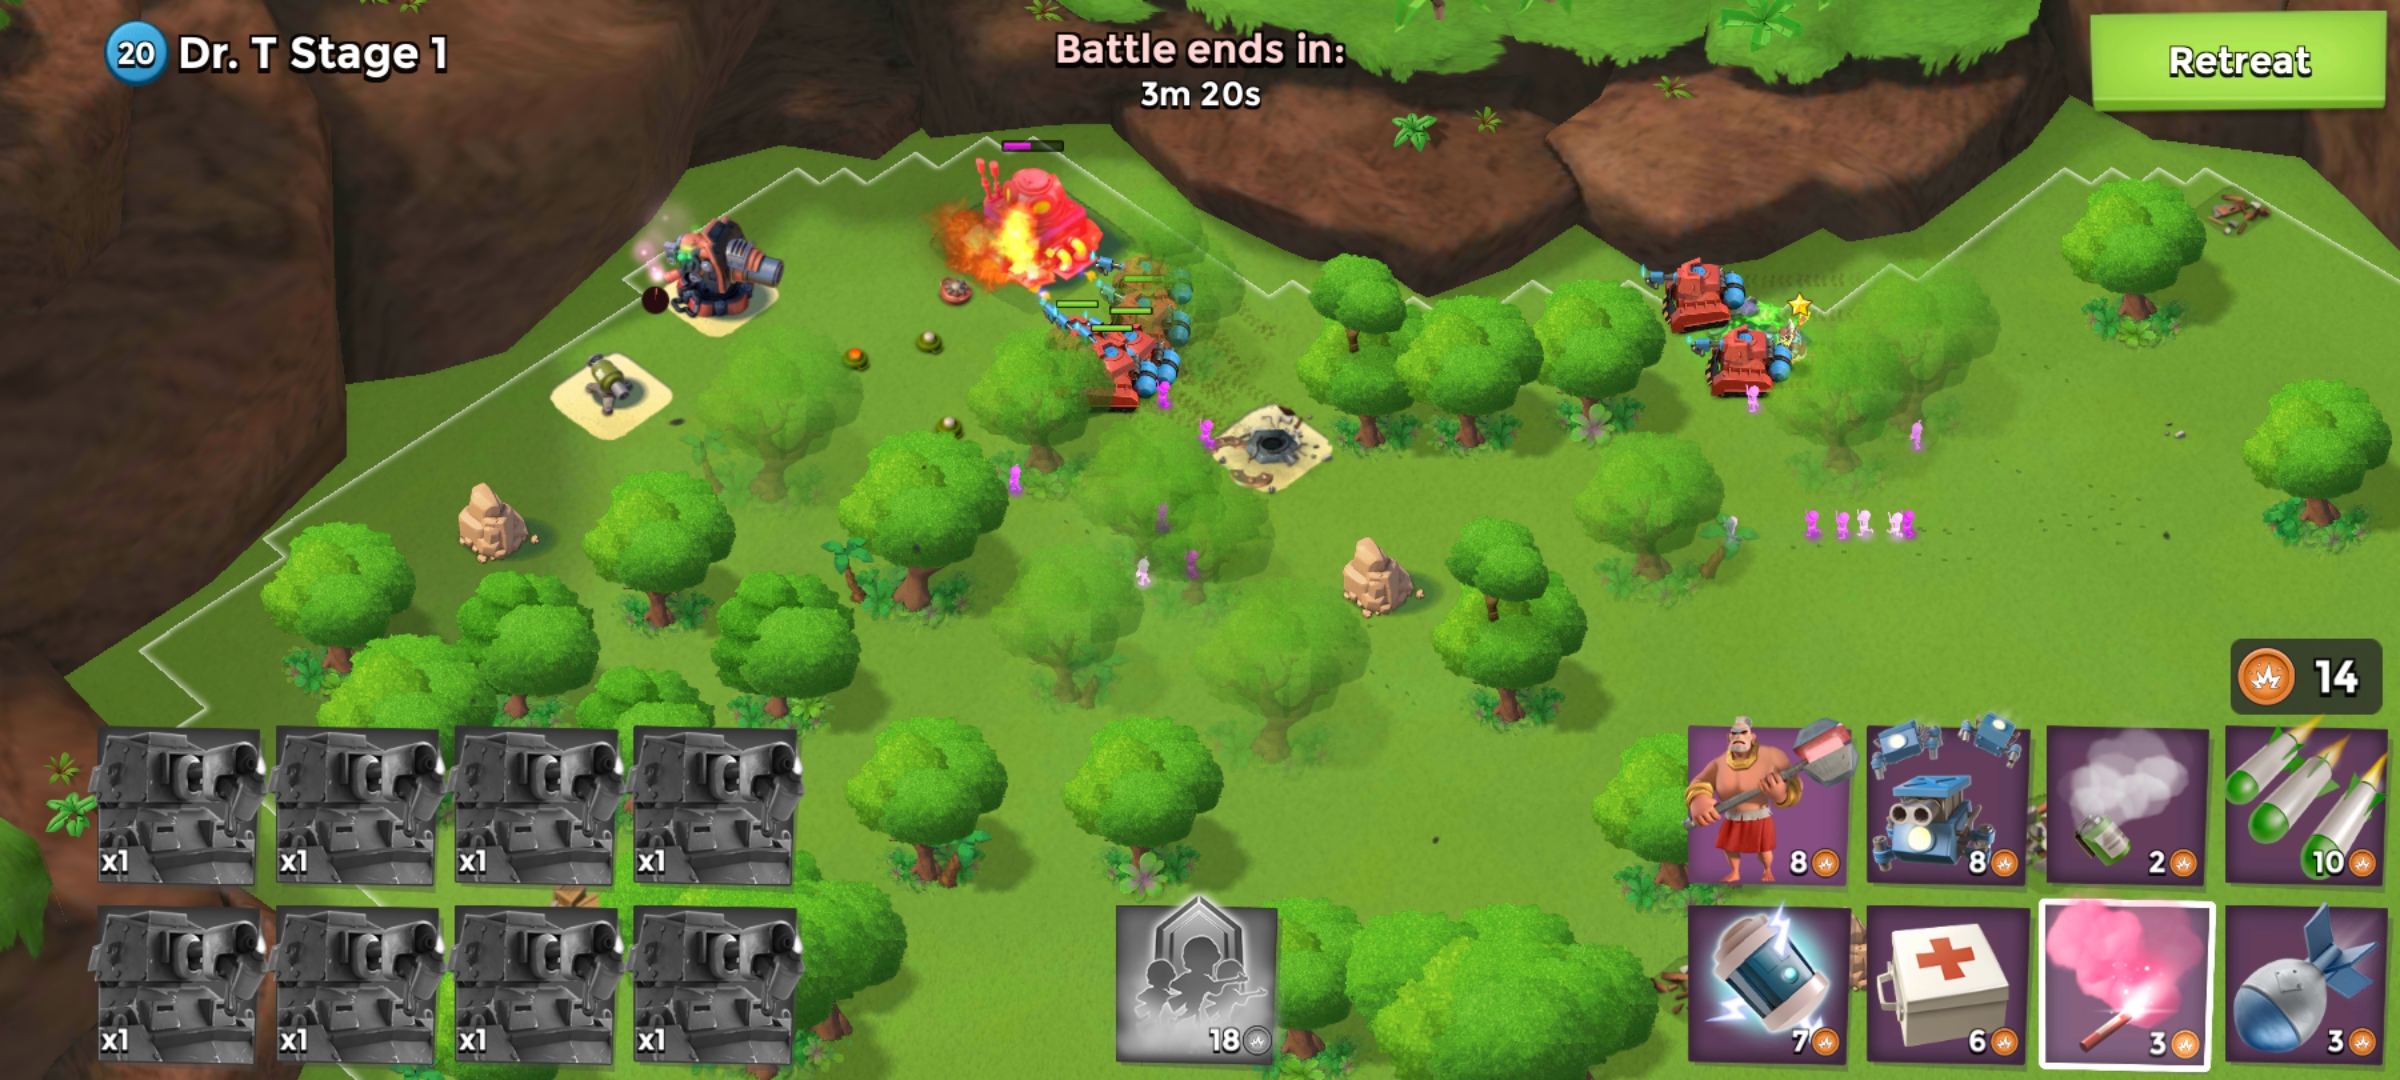 20 Dr. T Stage 1
Battle ends in:
3m 20s
Retreat
14
x1 x1 x1 x1
8 8 2 10
x1 x1 x1 x1
18
7 6 3 3